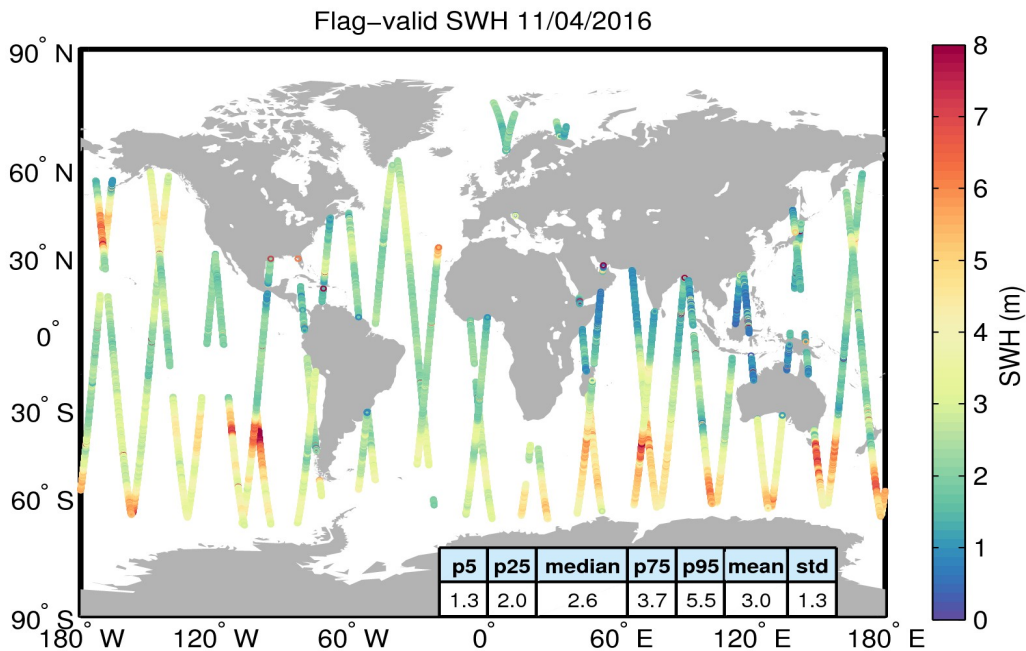 Flag−valid SWH 11/04/2016
90° N
60° N
30° N
0°
30° S
60° S
90° S
180° W
120° W
60° W
0°
60° E
120° E
180° E
p5 p25 median p75 p95 mean std
1.3 2.0 2.6 3.7 5.5 3.0 1.3
8
7
6
5
4
3
2
1
0
SWH (m)